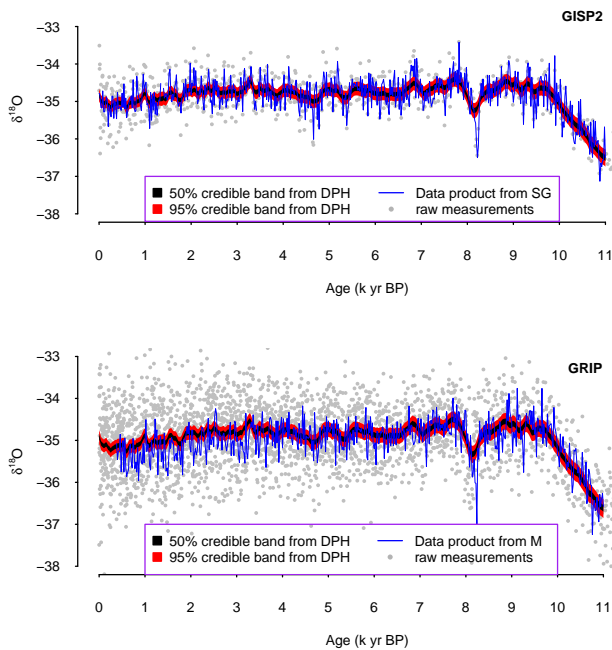 GISP2
−33
−34
−35
−36
−37
−38
δ18O
50% credible band from DPH
Data product from SG
95% credible band from DPH
raw measurements
0 1 2 3 4 5 6 7 8 9 10 11
Age (k yr BP)
GRIP
−33
−34
−35
−36
−37
−38
δ18O
50% credible band from DPH
Data product from M
95% credible band from DPH
raw measurements
0 1 2 3 4 5 6 7 8 9 10 11
Age (k yr BP)